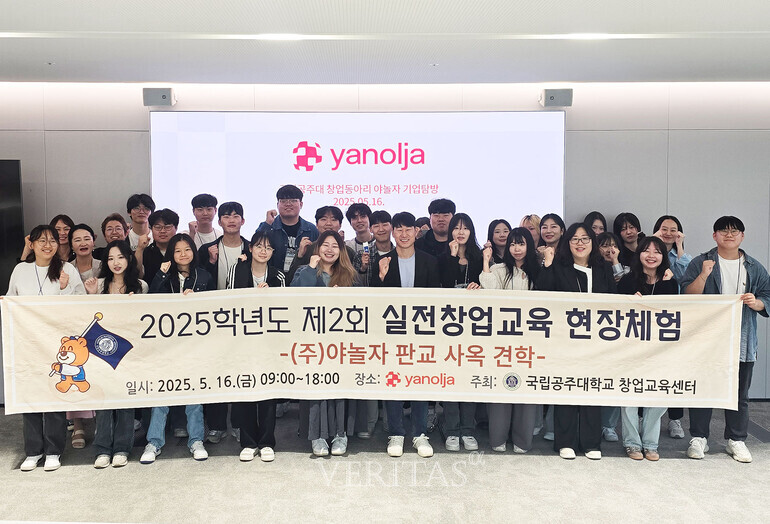 yanolja
공주대 창업동아리 야놀자 기업탐방
2025.05.16.
2025학년도 제2회 실전창업교육 현장체험
-(주)야놀자 판교 사옥 견학-
일시: 2025. 5. 16.(금) 09:00~18:00 장소: yanolja 주최: 국립공주대학교 창업교육센터
VERITAS α